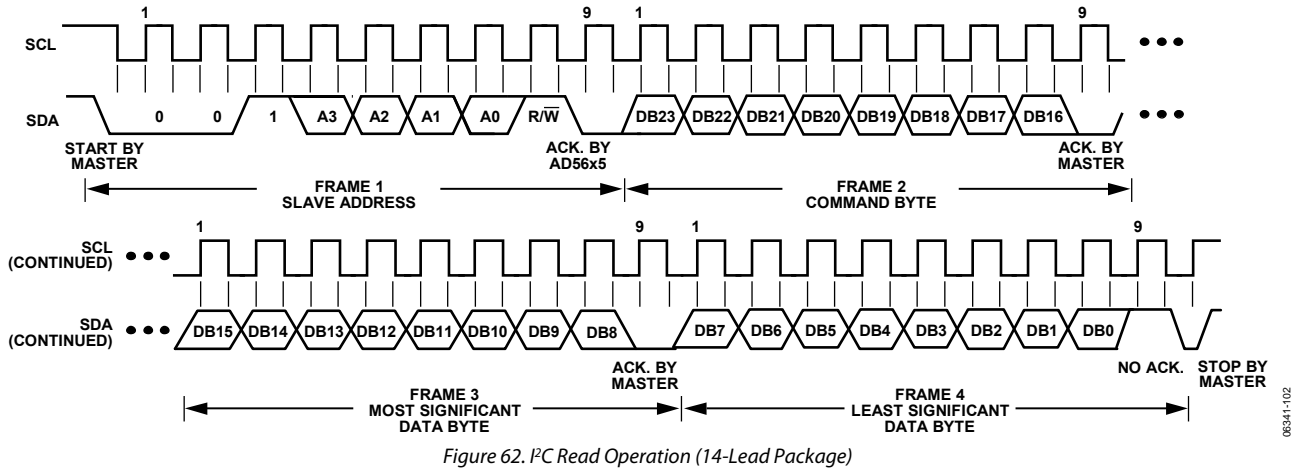 1 9 1 9
SCL
SDA 0 0 1 A3 A2 A1 A0 R/W̅ DB23 DB22 DB21 DB20 DB19 DB18 DB17 DB16
START BY
MASTER
ACK. BY
AD56x5
ACK. BY
MASTER
FRAME 1
SLAVE ADDRESS
FRAME 2
COMMAND BYTE
1 9 1 9
SCL
(CONTINUED)
SDA
(CONTINUED)
DB15 DB14 DB13 DB12 DB11 DB10 DB9 DB8 DB7 DB6 DB5 DB4 DB3 DB2 DB1 DB0
ACK. BY
MASTER
NO ACK.
STOP BY
MASTER
FRAME 3
MOST SIGNIFICANT
DATA BYTE
FRAME 4
LEAST SIGNIFICANT
DATA BYTE
06341-102
Figure 62. I²C Read Operation (14-Lead Package)